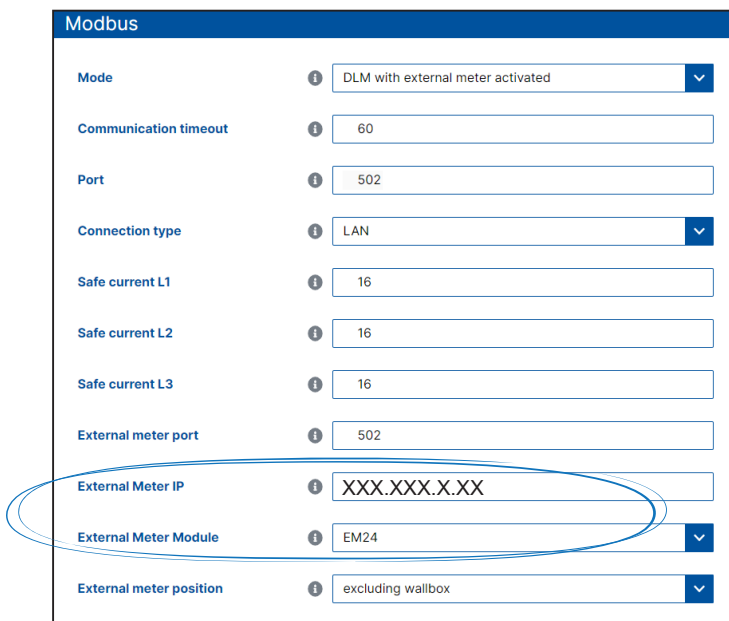 Modbus
Mode DLM with external meter activated
Communication timeout 60
Port 502
Connection type LAN
Safe current L1 16
Safe current L2 16
Safe current L3 16
External meter port 502
External Meter IP XXX.XXX.X.XX
External Meter Module EM24
External meter position excluding wallbox